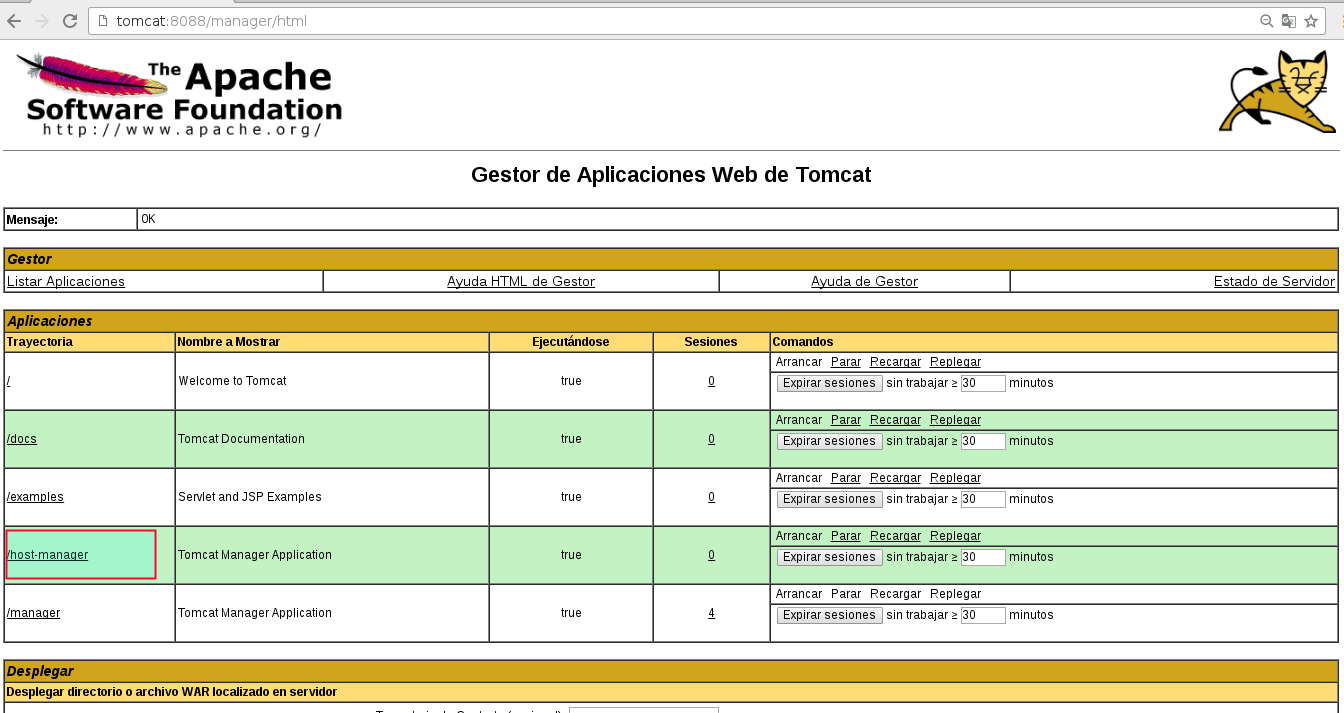 tomcat:8088/manager/html
The Apache
Software Foundation
http://www.apache.org/
Gestor de Aplicaciones Web de Tomcat
Mensaje: OK
Gestor
Listar Aplicaciones Ayuda HTML de Gestor Ayuda de Gestor Estado de Servidor
Aplicaciones
Trayectoria Nombre a Mostrar Ejecutándose Sesiones Comandos
Arrancar Parar Recargar Replegar
/ Welcome to Tomcat true 0
Expirar sesiones sin trabajar ≥ 30 minutos
Arrancar Parar Recargar Replegar
/docs Tomcat Documentation true 0
Expirar sesiones sin trabajar ≥ 30 minutos
Arrancar Parar Recargar Replegar
/examples Servlet and JSP Examples true 0
Expirar sesiones sin trabajar ≥ 30 minutos
Arrancar Parar Recargar Replegar
/host-manager Tomcat Manager Application true 0
Expirar sesiones sin trabajar ≥ 30 minutos
Arrancar Parar Recargar Replegar
/manager Tomcat Manager Application true 4
Expirar sesiones sin trabajar ≥ 30 minutos
Desplegar
Desplegar directorio o archivo WAR localizado en servidor